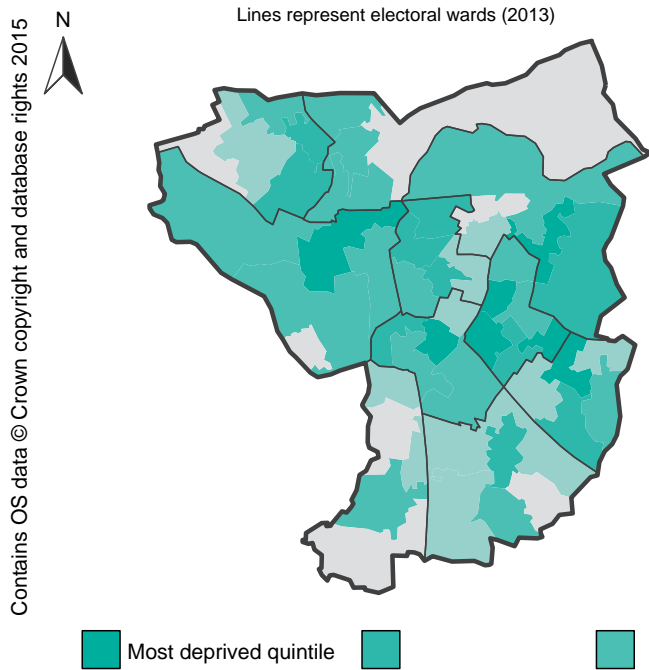 Lines represent electoral wards (2013)
N
Contains OS data © Crown copyright and database rights 2015
Most deprived quintile